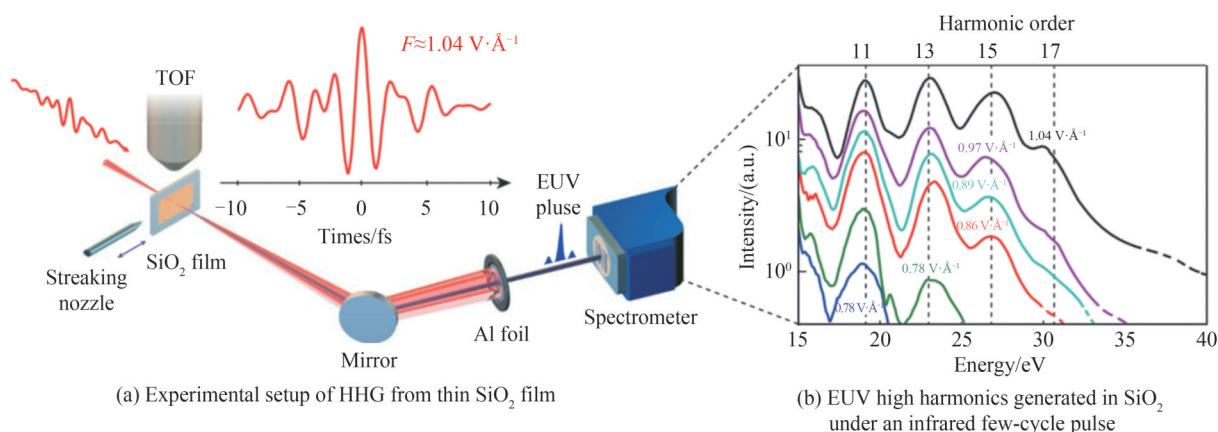 F≈1.04 V·Å⁻¹
TOF
−10
−5
0
5
10
Times/fs
Streaking
nozzle
SiO₂ film
Mirror
Al foil
EUV
pluse
Spectrometer
(a) Experimental setup of HHG from thin SiO₂ film
Harmonic order
11
13
15
17
Intensity/(a.u.)
10¹
10⁰
1.04 V·Å⁻¹
0.97 V·Å⁻¹
0.89 V·Å⁻¹
0.86 V·Å⁻¹
0.78 V·Å⁻¹
0.78 V·Å⁻¹
15
20
25
30
35
40
Energy/eV
(b) EUV high harmonics generated in SiO₂
under an infrared few-cycle pulse